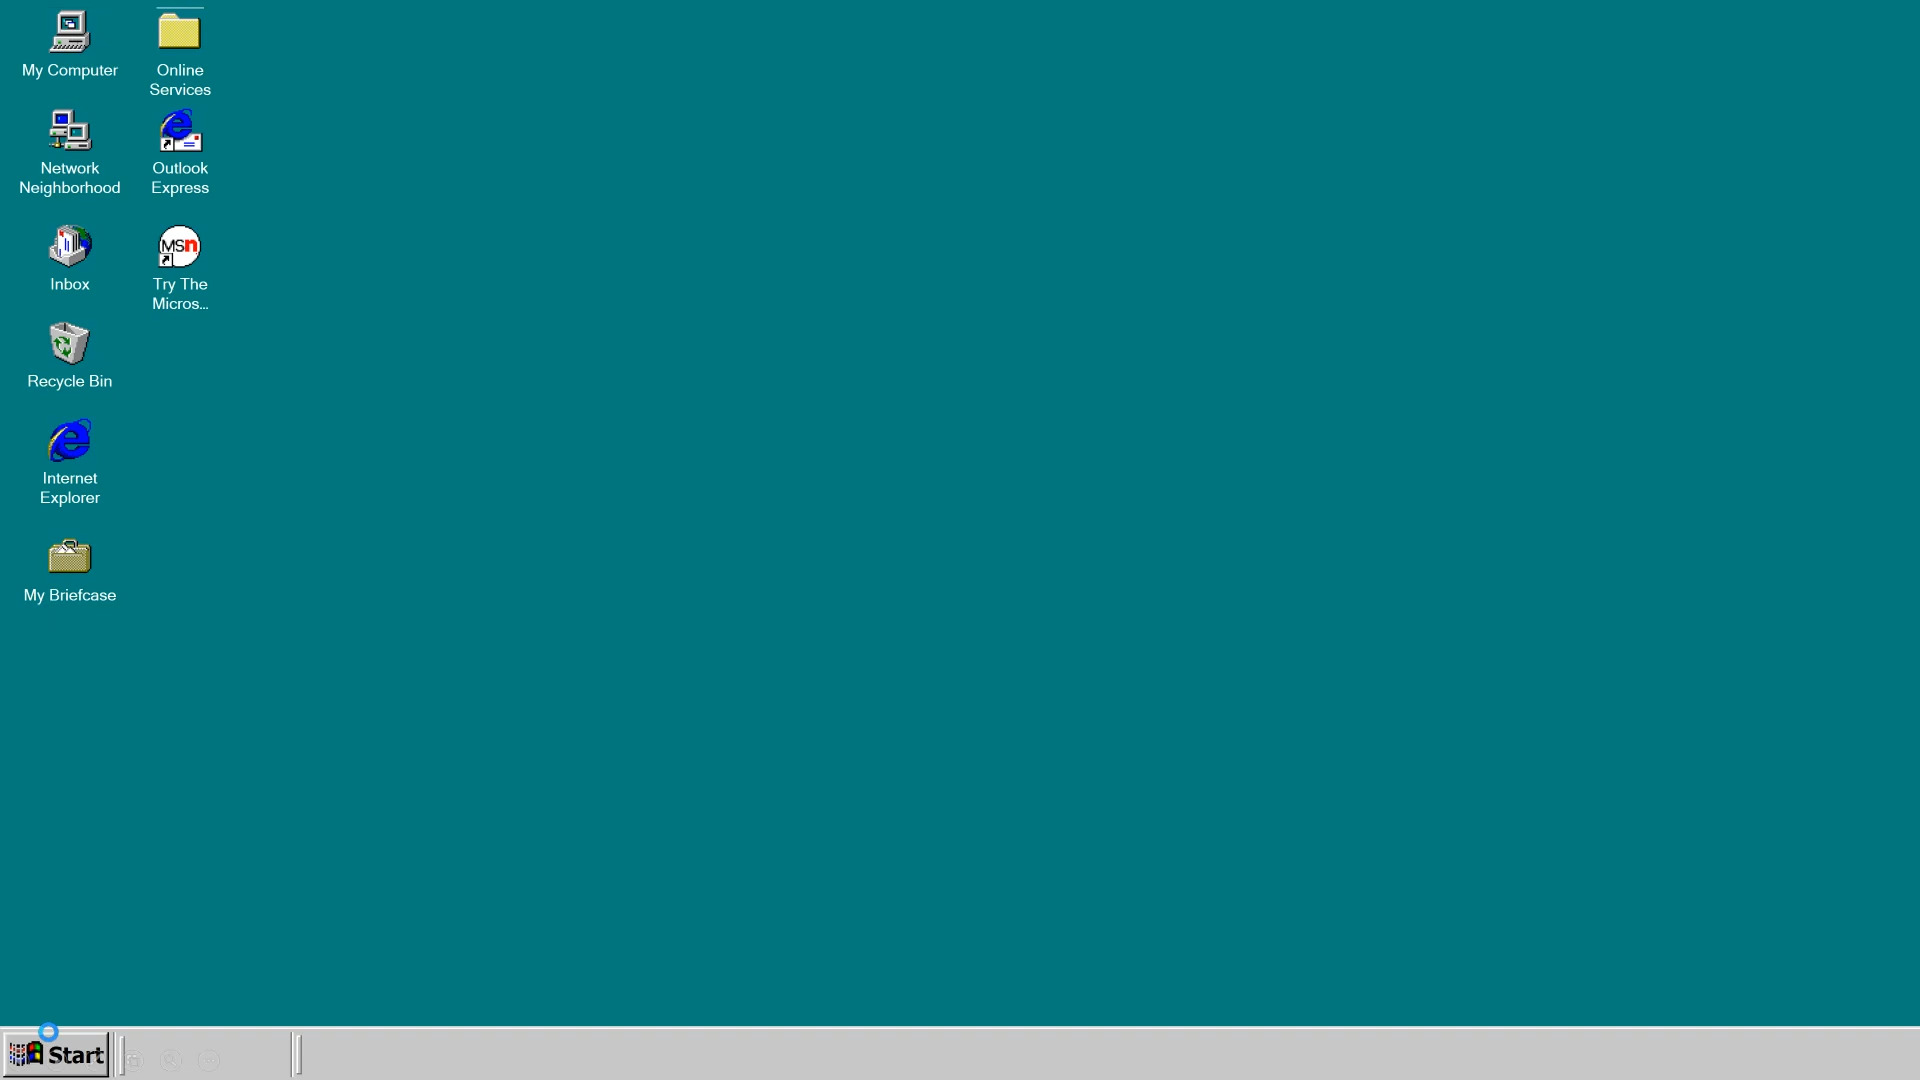 My Computer
Online
Services
Network
Neighborhood
Outlook
Express
Inbox
MSn
Try The
Micros...
Recycle Bin
Internet
Explorer
My Briefcase
Start